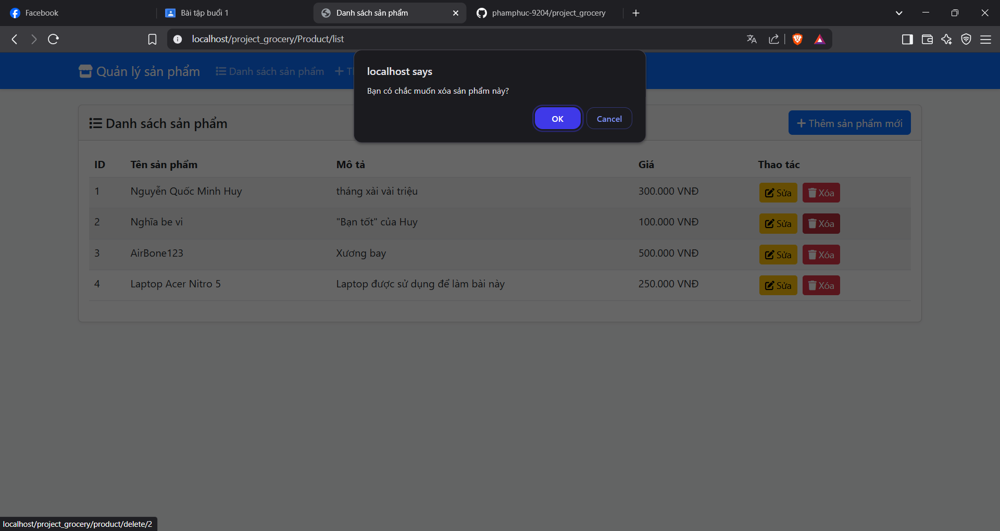 Facebook
Bài tập buổi 1
Danh sách sản phẩm
phamphuc-9204/project_grocery
localhost/project_grocery/Product/list
Quản lý sản phẩm
Danh sách sản phẩm
localhost says
Bạn có chắc muốn xóa sản phẩm này?
OK
Cancel
Danh sách sản phẩm
Thêm sản phẩm mới
ID Tên sản phẩm Mô tả Giá Thao tác
1 Nguyễn Quốc Minh Huy tháng xài vài triệu 300.000 VNĐ Sửa Xóa
2 Nghĩa be vi "Bạn tốt" của Huy 100.000 VNĐ Sửa Xóa
3 AirBone123 Xương bay 500.000 VNĐ Sửa Xóa
4 Laptop Acer Nitro 5 Laptop được sử dụng để làm bài này 250.000 VNĐ Sửa Xóa
localhost/project_grocery/product/delete/2